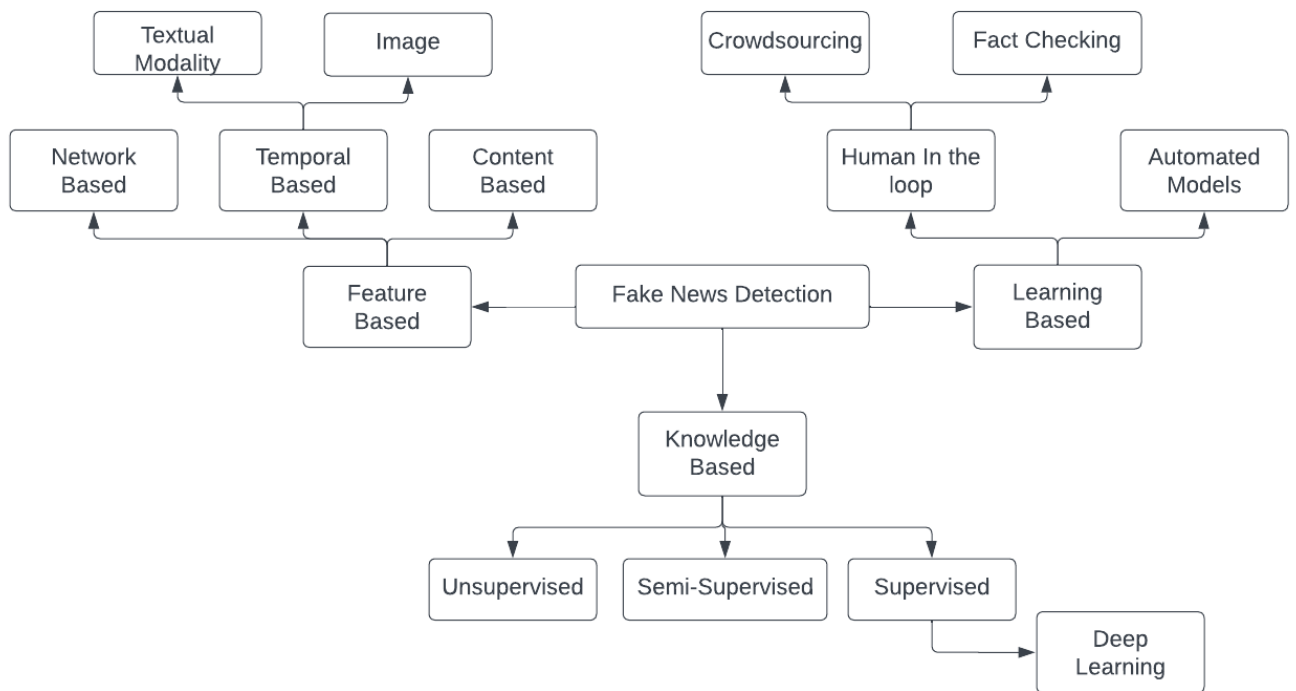 Textual
Modality
Image
Crowdsourcing
Fact Checking
Network
Based
Temporal
Based
Content
Based
Human In the
loop
Automated
Models
Feature
Based
Fake News Detection
Learning
Based
Knowledge
Based
Unsupervised
Semi-Supervised
Supervised
Deep
Learning